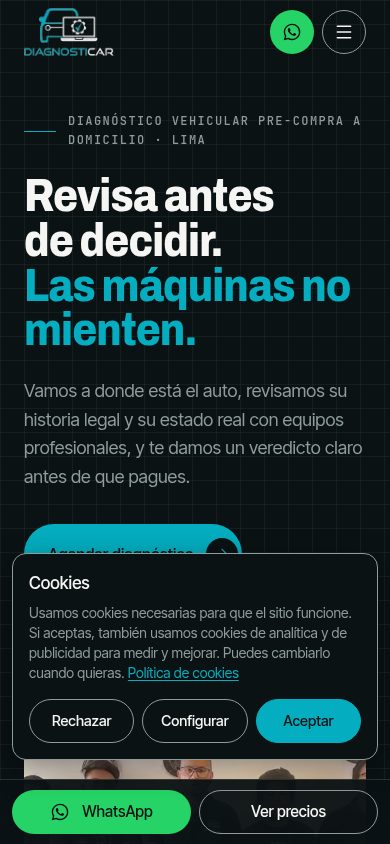 DIAGNOSTICAR
DIAGNÓSTICO VEHICULAR PRE-COMPRA A
DOMICILIO · LIMA
Revisa antes
de decidir.
Las máquinas no
mienten.
Vamos a donde está el auto, revisamos su
historia legal y su estado real con equipos
profesionales, y te damos un veredicto claro
antes de que pagues.
Agendar diagnóstico
Cookies
Usamos cookies necesarias para que el sitio funcione.
Si aceptas, también usamos cookies de analítica y de
publicidad para medir y mejorar. Puedes cambiarlo
cuando quieras. Política de cookies
Rechazar
Configurar
Aceptar
WhatsApp
Ver precios